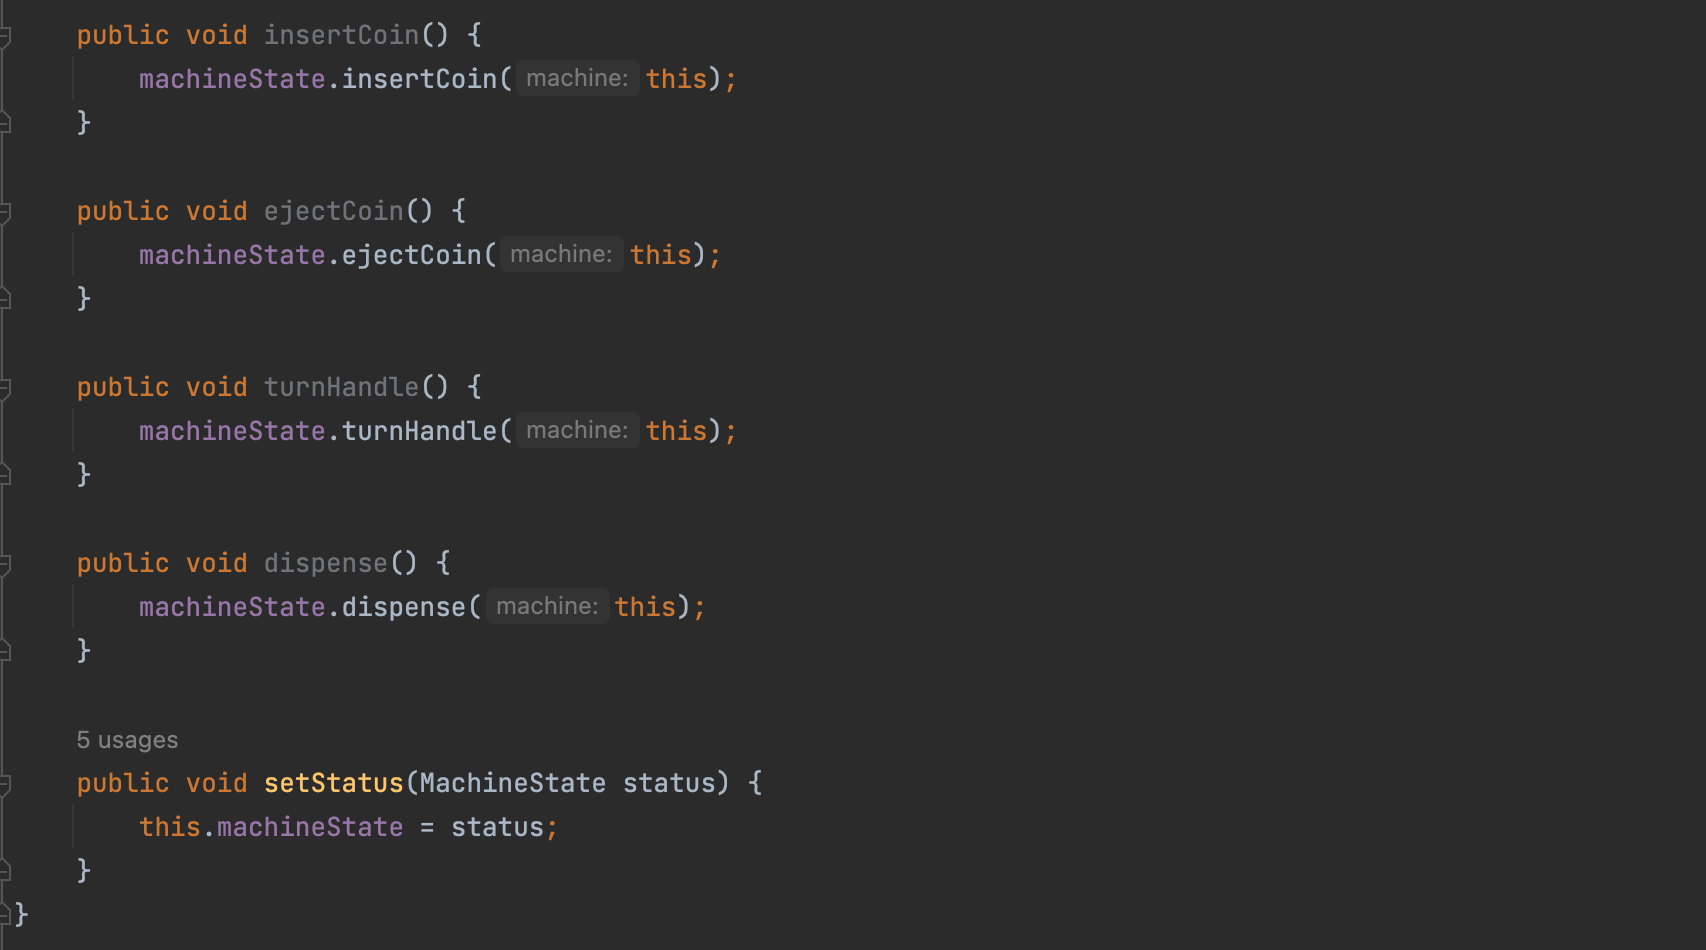 public void insertCoin() {
machineState.insertCoin( machine: this);
}
public void ejectCoin() {
machineState.ejectCoin( machine: this);
}
public void turnHandle() {
machineState.turnHandle( machine: this);
}
public void dispense() {
machineState.dispense( machine: this);
}
5 usages
public void setStatus(MachineState status) {
this.machineState = status;
}
}